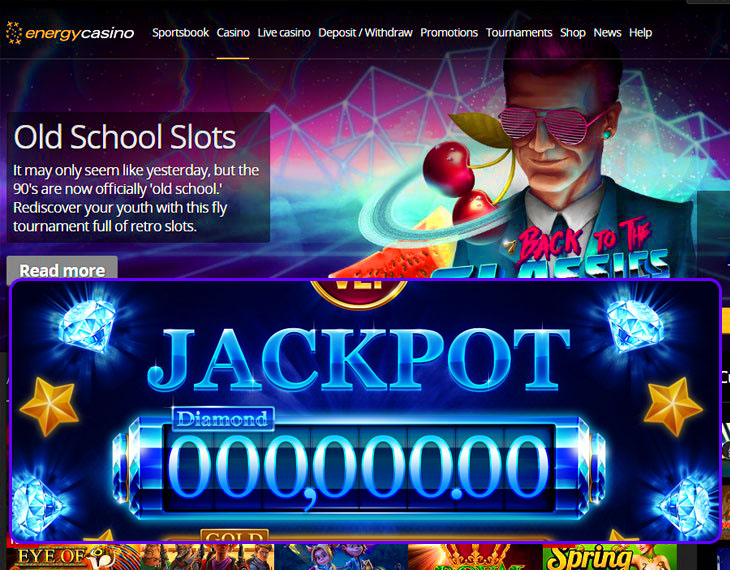 energycasino
Sportsbook Casino Live casino Deposit / Withdraw Promotions Tournaments Shop News Help
Old School Slots
It may only seem like yesterday, but the
90's are now officially 'old school.'
Rediscover your youth with this fly
tournament full of retro slots.
BACK TO THE
CLASSICS
Read more
JACKPOT
Diamond
000,000.00
GOLD
EYE OF
Spring